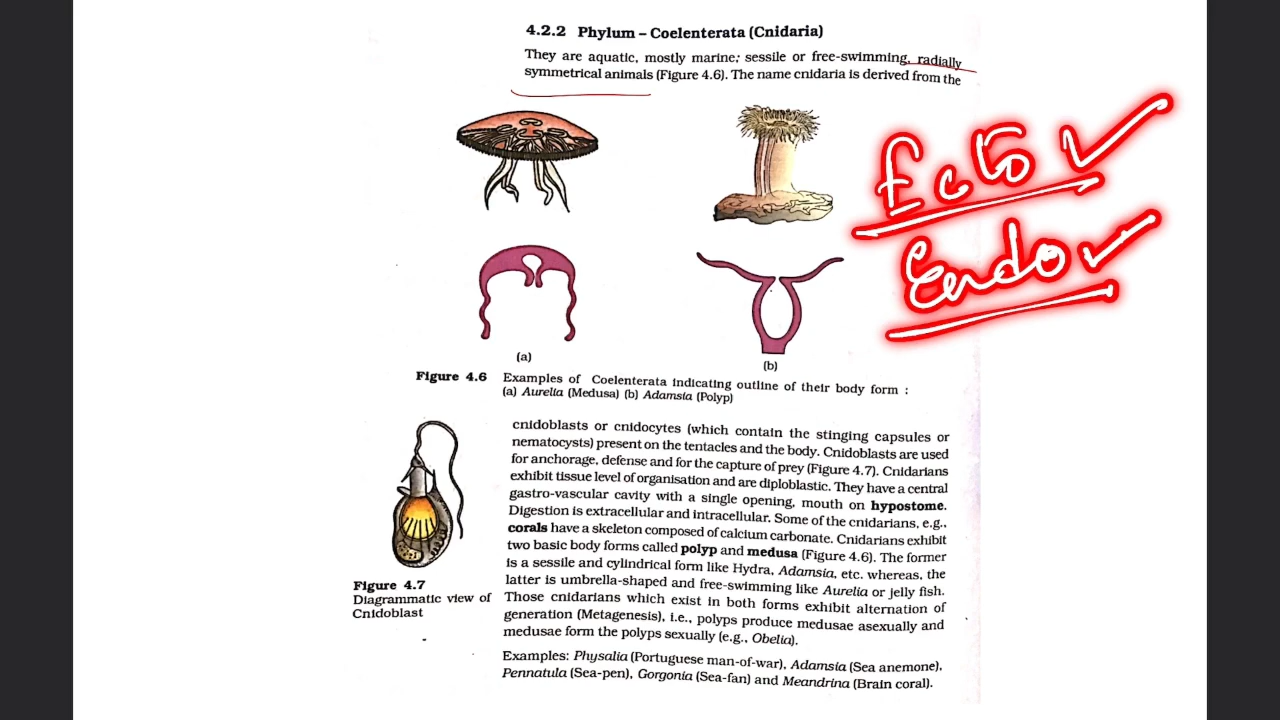 4.2.2 Phylum – Coelenterata (Cnidaria)
They are aquatic, mostly marine; sessile or free-swimming, radially
symmetrical animals (Figure 4.6). The name cnidaria is derived from the
Ecto
Endo
(a)
(b)
Figure 4.6 Examples of Coelenterata indicating outline of their body form :
(a) Aurelia (Medusa) (b) Adamsia (Polyp)
cnidoblasts or cnidocytes (which contain the stinging capsules or
nematocysts) present on the tentacles and the body. Cnidoblasts are used
for anchorage, defense and for the capture of prey (Figure 4.7). Cnidarians
exhibit tissue level of organisation and are diploblastic. They have a central
gastro-vascular cavity with a single opening, mouth on hypostome.
Digestion is extracellular and intracellular. Some of the cnidarians, e.g.,
corals have a skeleton composed of calcium carbonate. Cnidarians exhibit
two basic body forms called polyp and medusa (Figure 4.6). The former
is a sessile and cylindrical form like Hydra, Adamsia, etc. whereas, the
latter is umbrella-shaped and free-swimming like Aurelia or jelly fish.
Those cnidarians which exist in both forms exhibit alternation of
generation (Metagenesis), i.e., polyps produce medusae asexually and
medusae form the polyps sexually (e.g., Obelia).
Figure 4.7
Diagrammatic view of
Cnidoblast
Examples: Physalia (Portuguese man-of-war), Adamsia (Sea anemone),
Pennatula (Sea-pen), Gorgonia (Sea-fan) and Meandrina (Brain coral).